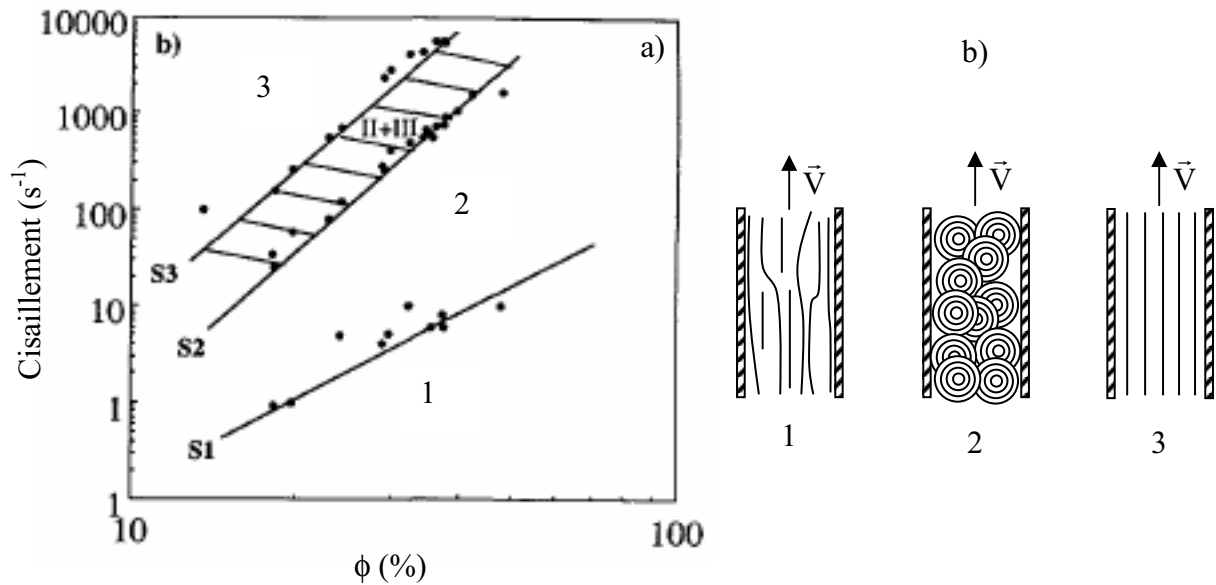 10000
b)
a)
b)
3
1000
II+III
Cisaillement (s⁻¹)
100
2
S3
10
S2
1
1
S1
1
10
100
ϕ (%)
V⃗
V⃗
V⃗
1
2
3